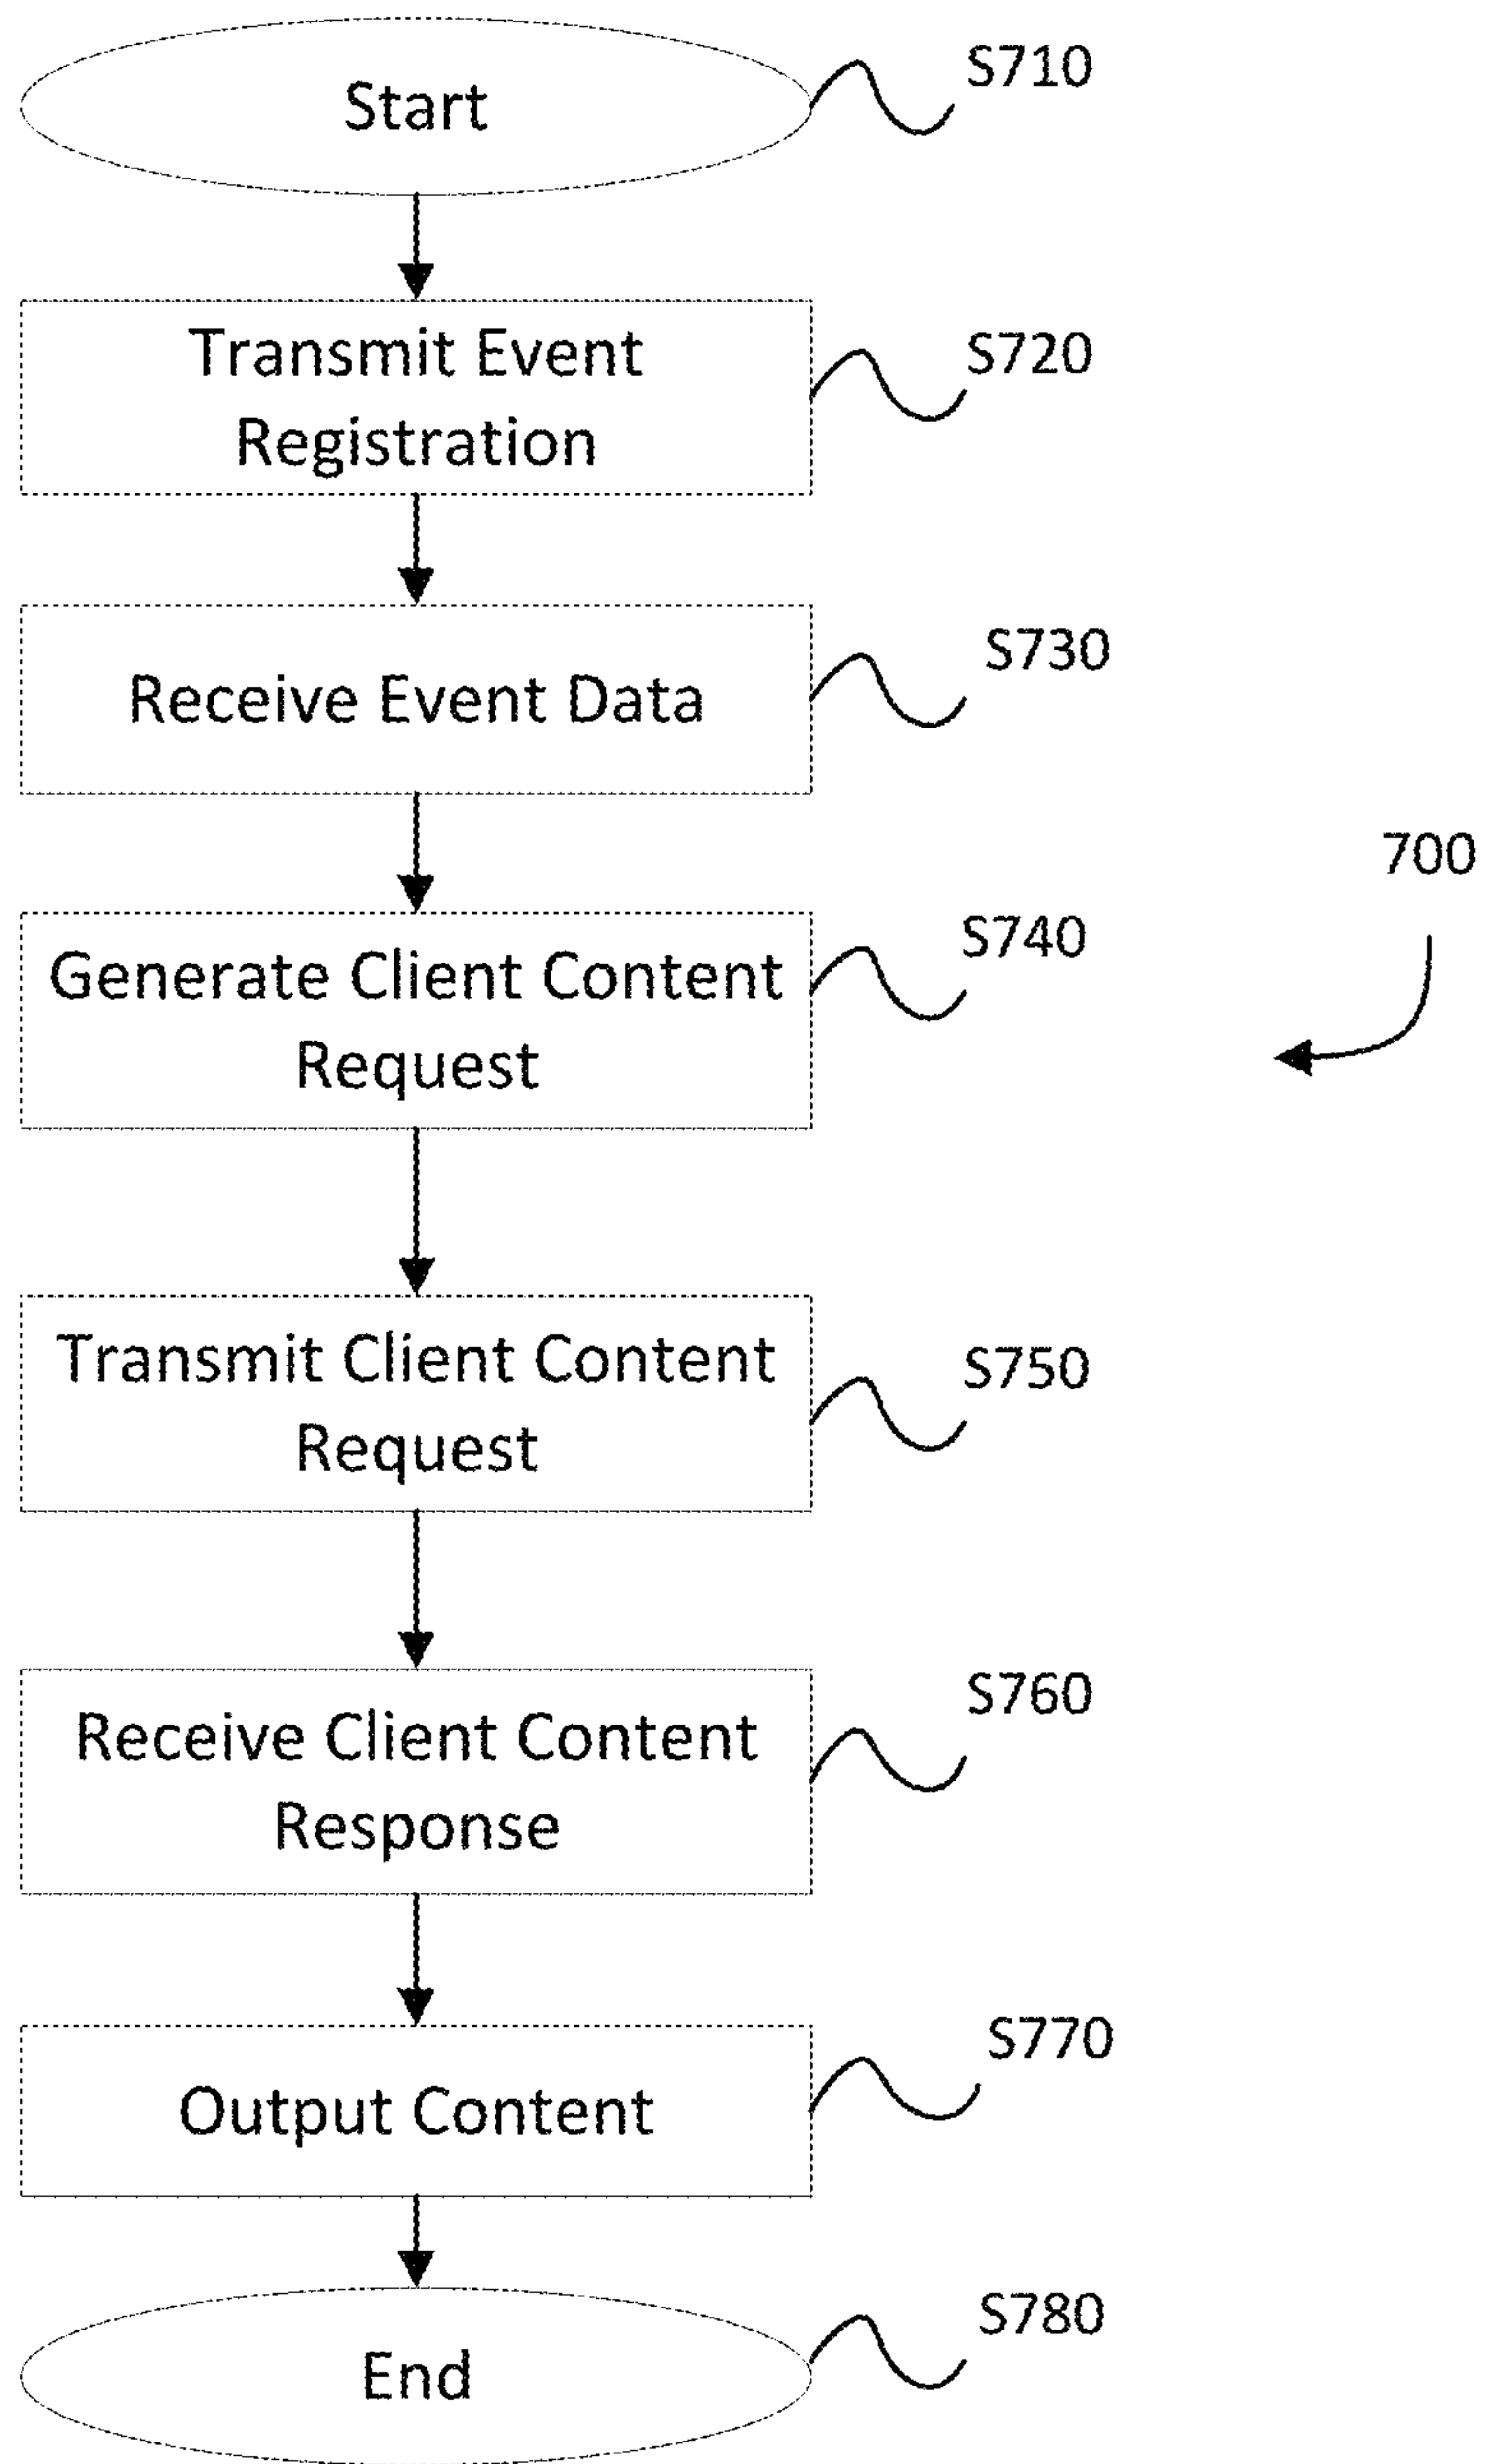 Start
S710
Transmit Event
Registration
S720
Receive Event Data
S730
700
Generate Client Content
Request
S740
Transmit Client Content
Request
S750
Receive Client Content
Response
S760
Output Content
S770
End
S780